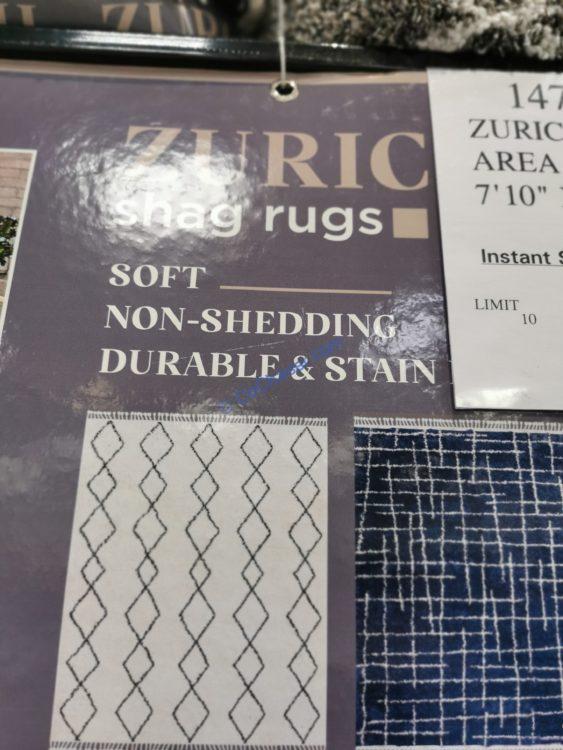 ZURIC
shag rugs
SOFT
NON-SHEDDING
DURABLE & STAIN
147
ZURIC
AREA
7'10"
Instant S
LIMIT
10